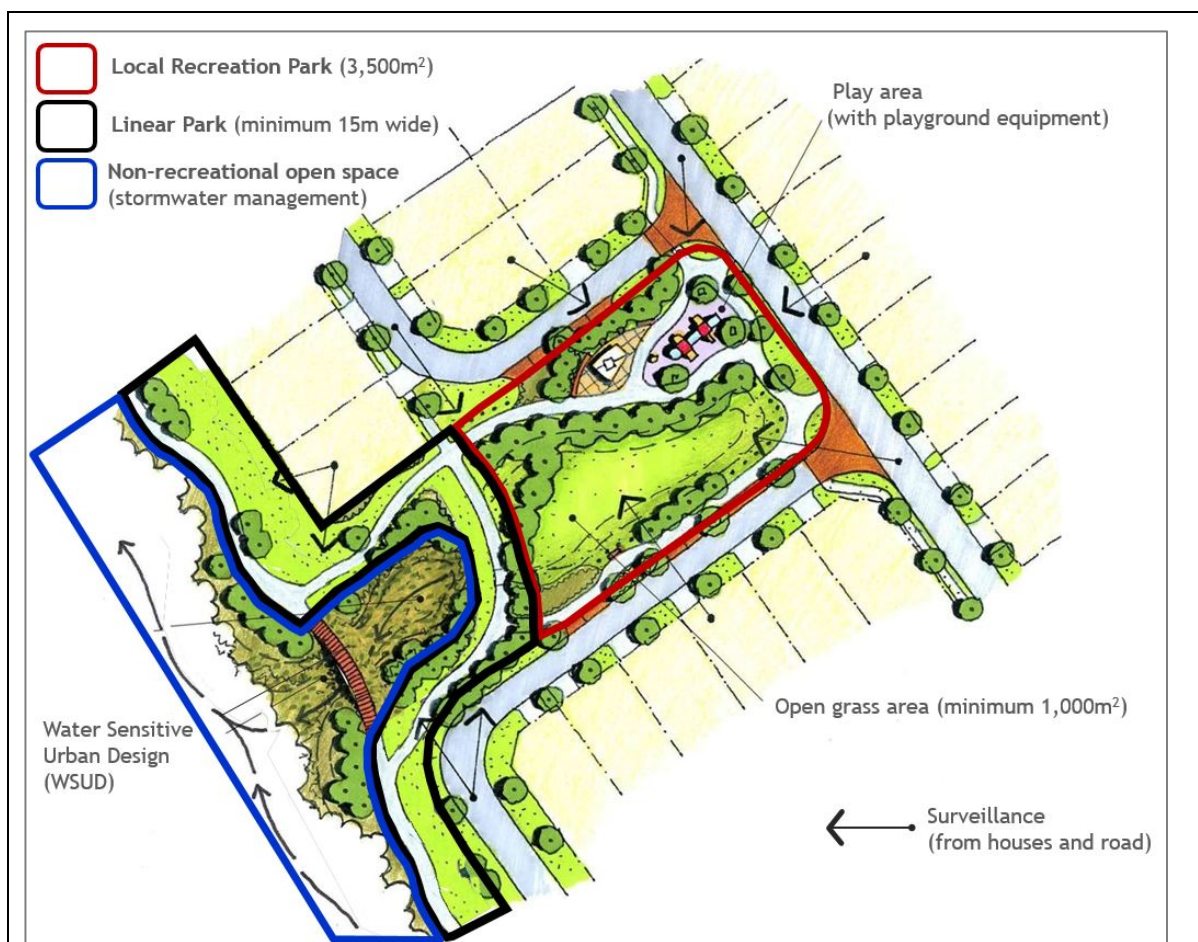 Local Recreation Park (3,500m²)
Linear Park (minimum 15m wide)
Non-recreational open space
(stormwater management)
Play area
(with playground equipment)
Open grass area (minimum 1,000m²)
Water Sensitive
Urban Design
(WSUD)
Surveillance
(from houses and road)